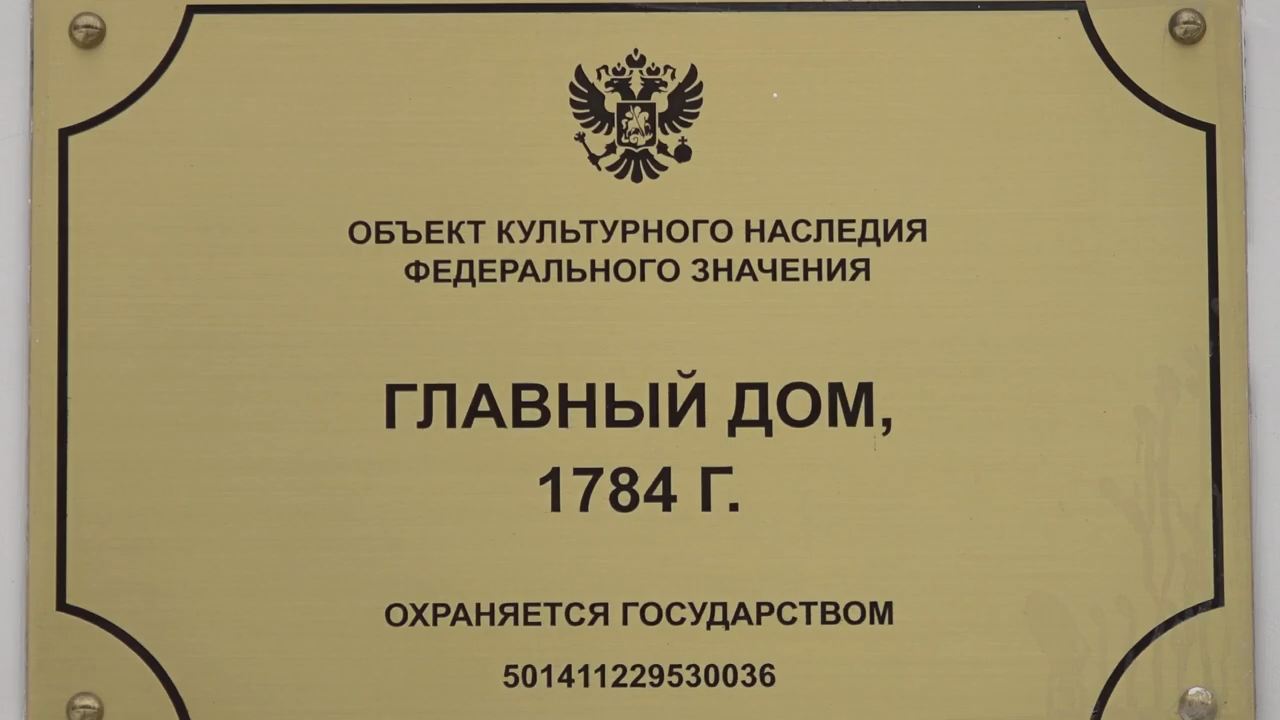 ОБЪЕКТ КУЛЬТУРНОГО НАСЛЕДИЯ
ФЕДЕРАЛЬНОГО ЗНАЧЕНИЯ
ГЛАВНЫЙ ДОМ,
1784 Г.
ОХРАНЯЕТСЯ ГОСУДАРСТВОМ
501411229530036